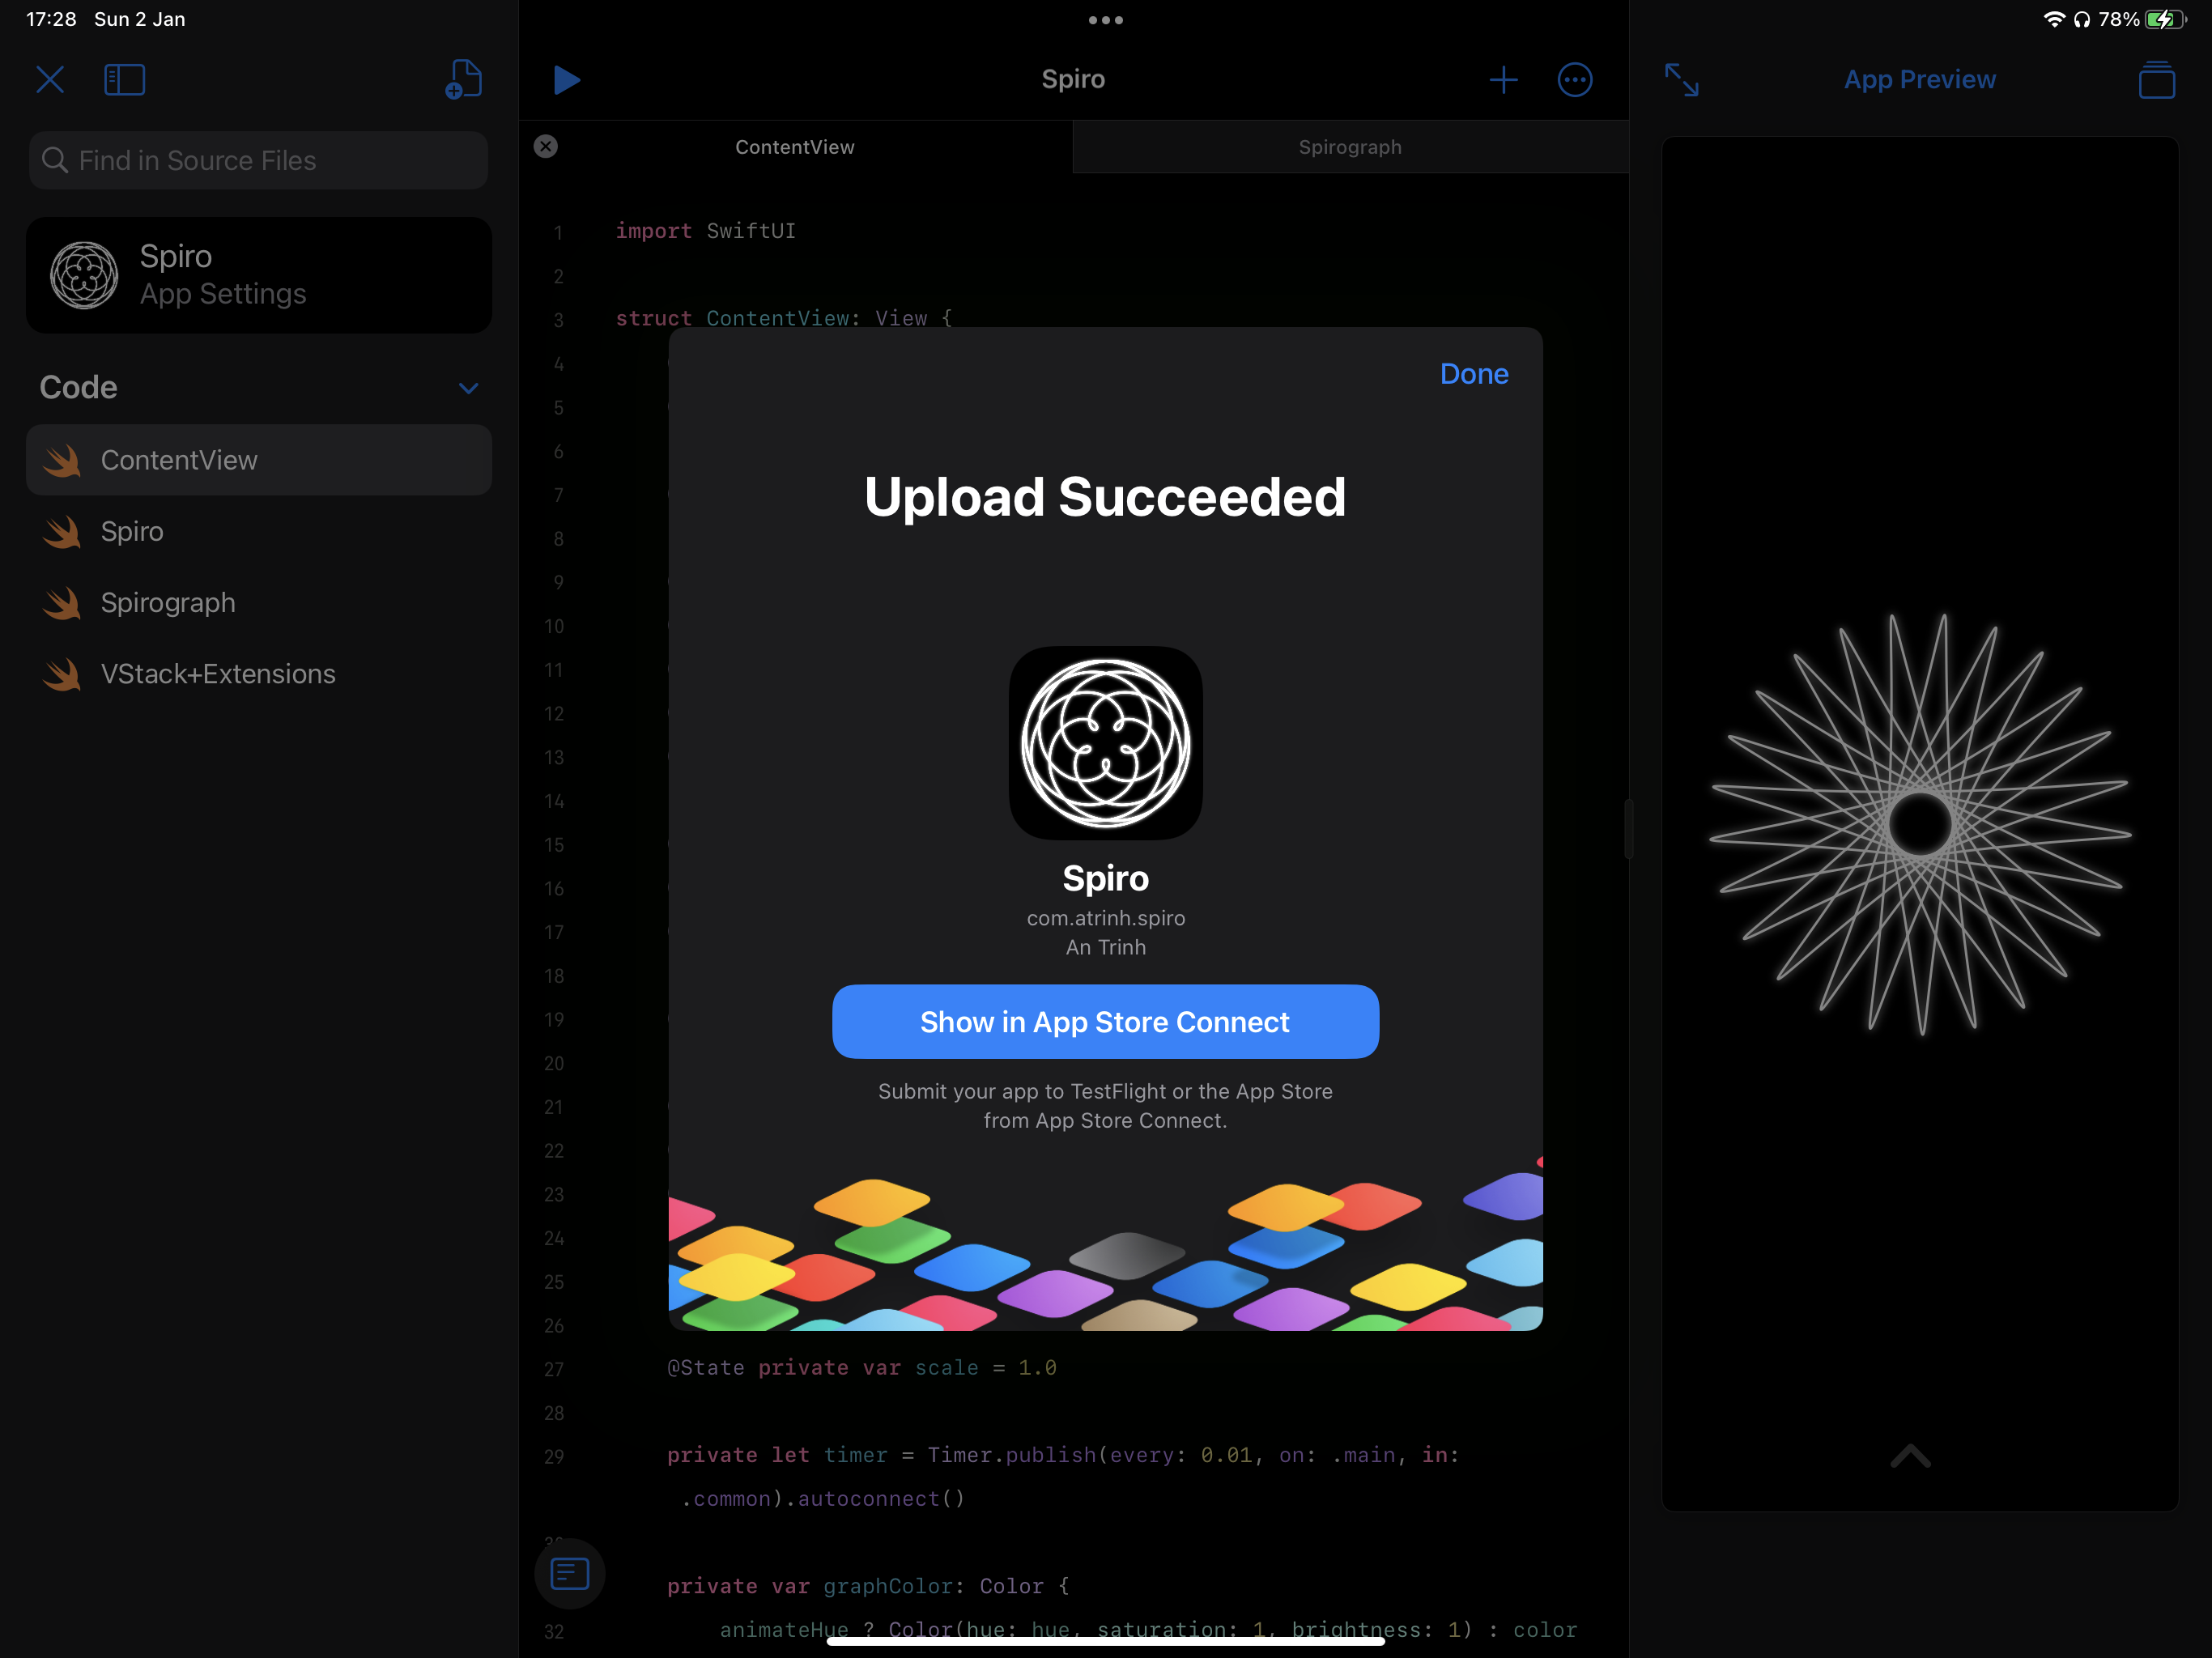 17:28 Sun 2 Jan
78%
Find in Source Files
Spiro
App Settings
Code
ContentView
Spiro
Spirograph
VStack+Extensions
Spiro
ContentView
Spirograph
1 import SwiftUI
2
3 struct ContentView: View {
4
5
6
7
8
9
10
11
12
13
14
15
16
17
18
19
20
21
22
23
24
25
26
27 @State private var scale = 1.0
28
29 private let timer = Timer.publish(every: 0.01, on: .main, in:
.common).autoconnect()
private var graphColor: Color {
32 animateHue ? Color(hue: hue, saturation: 1, brightness: 1) : color
Done
Upload Succeeded
Spiro
com.atrinh.spiro
An Trinh
Show in App Store Connect
Submit your app to TestFlight or the App Store
from App Store Connect.
App Preview